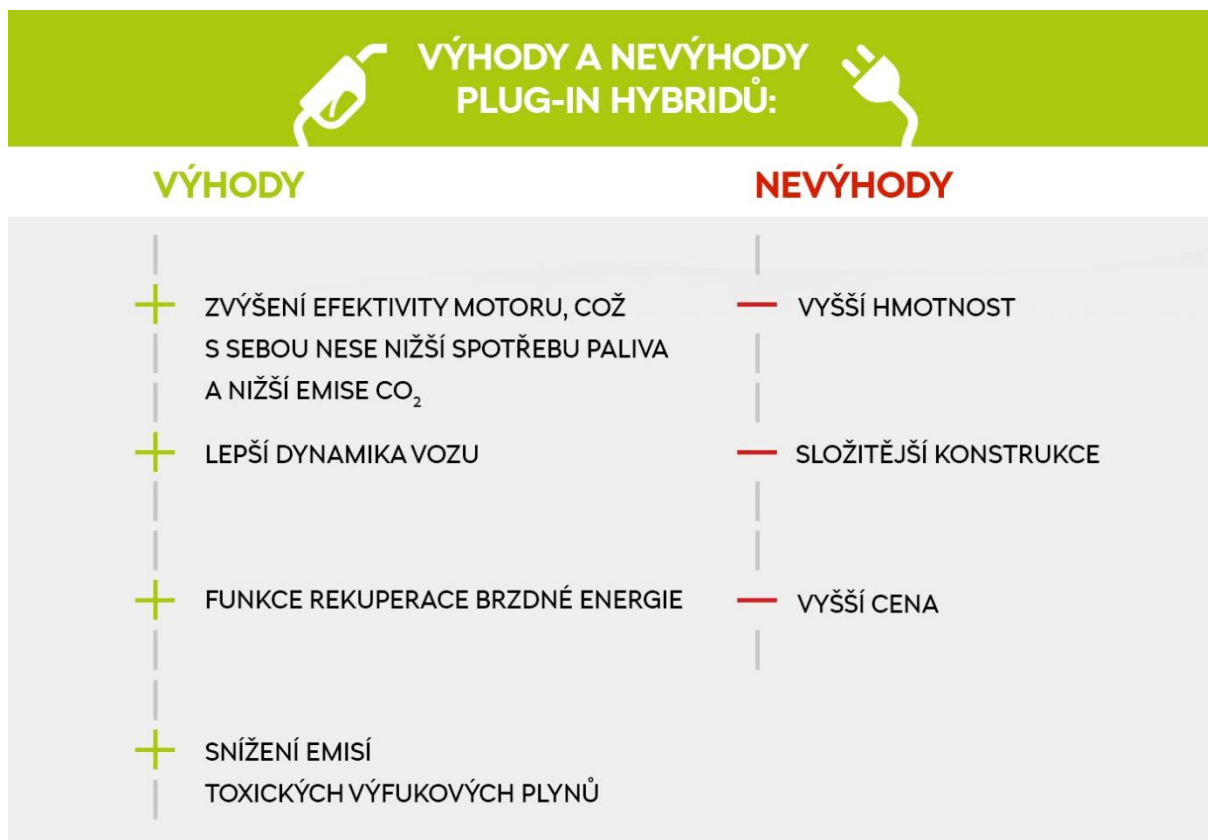 VÝHODY A NEVÝHODY
PLUG-IN HYBRIDŮ:
VÝHODY
ZVÝŠENÍ EFEKTIVITY MOTORU, COŽ
S SEBOU NESE NIŽŠÍ SPOTŘEBU PALIVA
A NIŽŠÍ EMISE CO₂
LEPŠÍ DYNAMIKA VOZU
FUNKCE REKUPERACE BRZDNÉ ENERGIE
SNÍŽENÍ EMISÍ
TOXICKÝCH VÝFUKOVÝCH PLYNŮ
NEVÝHODY
VYŠŠÍ HMOTNOST
SLOŽITĚJŠÍ KONSTRUKCE
VYŠŠÍ CENA